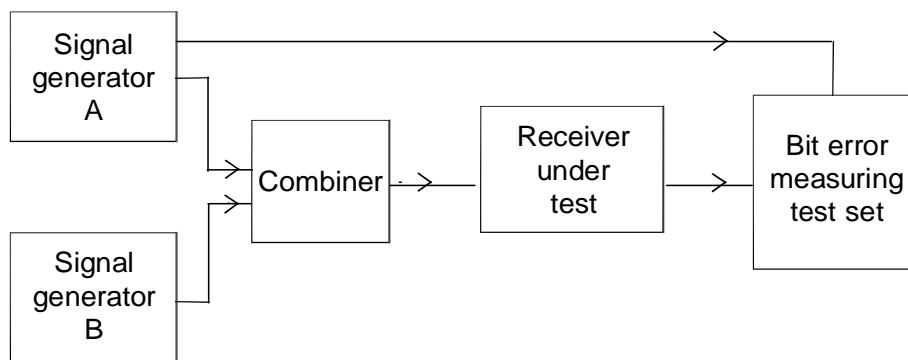 Signal
generator
A
Combiner
Receiver
under
test
Bit error
measuring
test set
Signal
generator
B